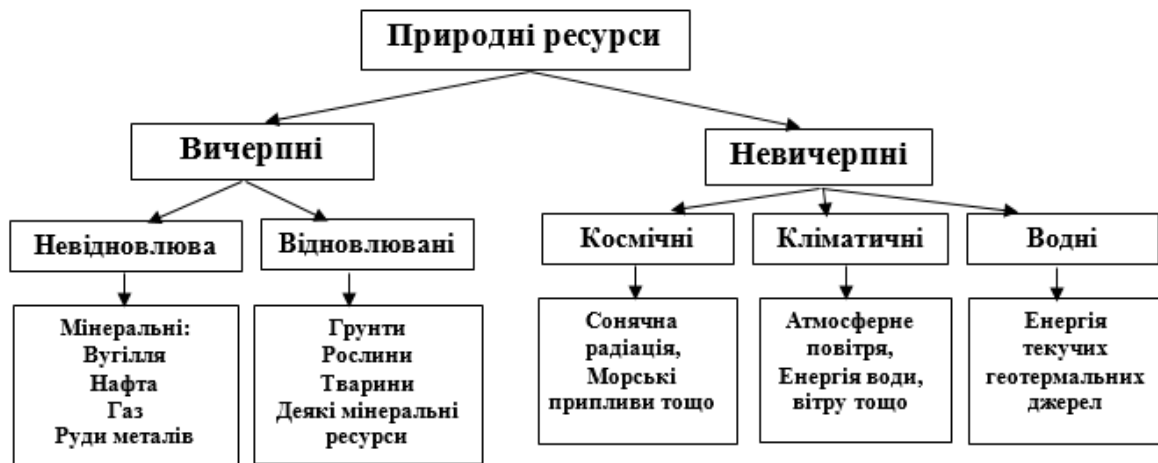 Природні ресурси
Вичерпні
Невичерпні
Невідновлюва
Відновлювані
Космічні
Кліматичні
Водні
Мінеральні:
Вугілля
Нафта
Газ
Руди металів
Грунти
Рослини
Тварини
Деякі мінеральні
ресурси
Сонячна
радіація,
Морські
припливи тощо
Атмосферне
повітря,
Енергія води,
вітру тощо
Енергія
текучих
геотермальних
джерел